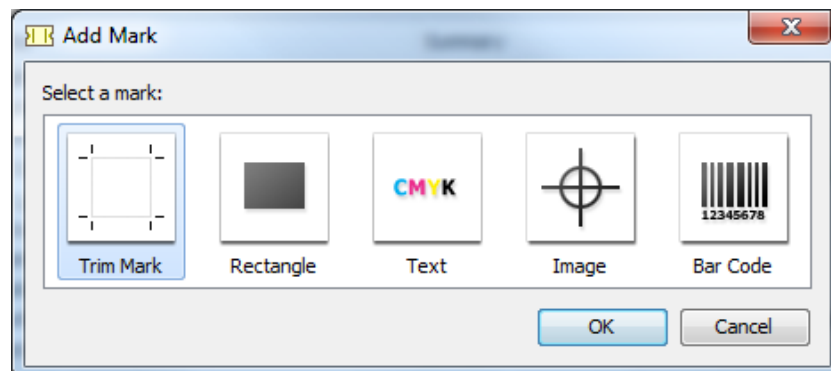 Add Mark
Select a mark:
CMYK
12345678
Trim Mark Rectangle Text Image Bar Code
OK Cancel